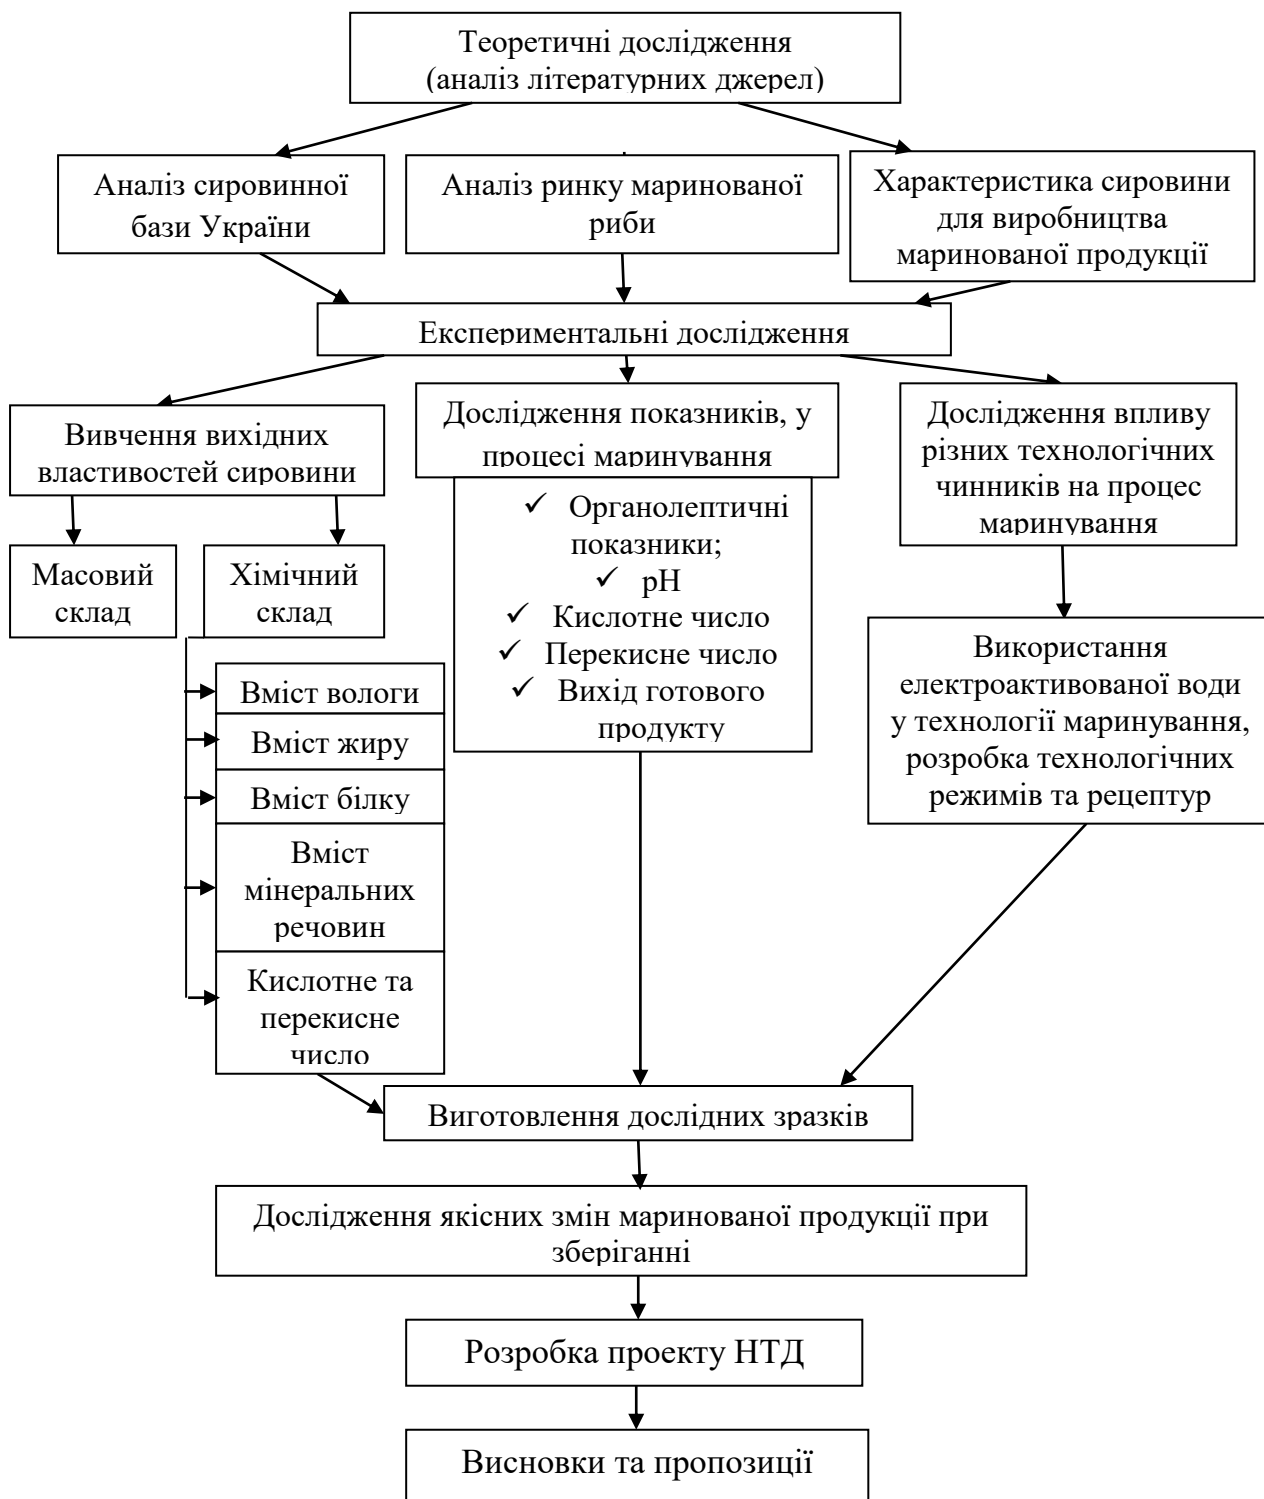 Теоретичні дослідження
(аналіз літературних джерел)
Аналіз сировинної
бази України
Аналіз ринку маринованої
риби
Характеристика сировини
для виробництва
маринованої продукції
Експериментальні дослідження
Вивчення вихідних
властивостей сировини
Дослідження показників, у
процесі маринування
Дослідження впливу
різних технологічних
чинників на процес
маринування
Масовий
склад
Хімічний
склад
✓ Органолептичні
показники;
✓ рН
✓ Кислотне число
✓ Перекисне число
✓ Вихід готового
продукту
Використання
електроактивованої води
у технології маринування,
розробка технологічних
режимів та рецептур
Вміст вологи
Вміст жиру
Вміст білку
Вміст
мінеральних
речовин
Кислотне та
перекисне
число
Виготовлення дослідних зразків
Дослідження якісних змін маринованої продукції при
зберіганні
Розробка проекту НТД
Висновки та пропозиції